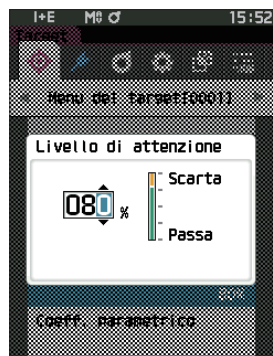 I+E M0 15:52
Target
Menu del target[0001]
Livello di attenzione
080 %
Scarta
Passa
80%
Coeff. parametrico